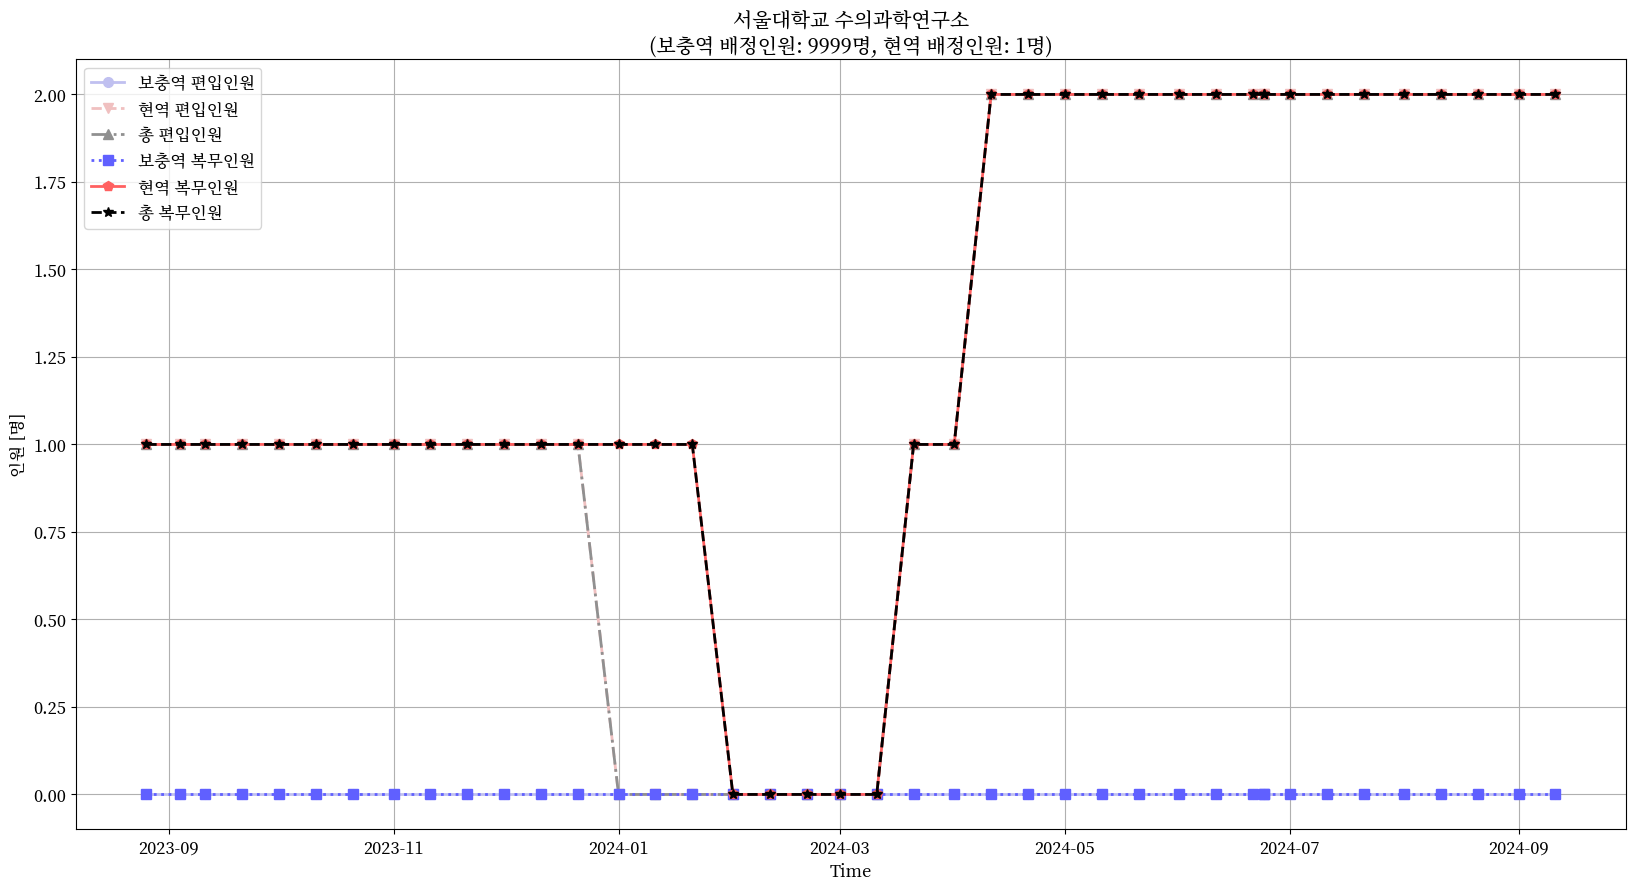 서울대학교 수의과학연구소
(보충역 배정인원: 9999명, 현역 배정인원: 1명)
보충역 편입인원
현역 편입인원
총 편입인원
보충역 복무인원
현역 복무인원
총 복무인원
2.00
1.75
1.50
1.25
1.00
0.75
0.50
0.25
0.00
인원 [명]
2023-09 2023-11 2024-01 2024-03 2024-05 2024-07 2024-09
Time